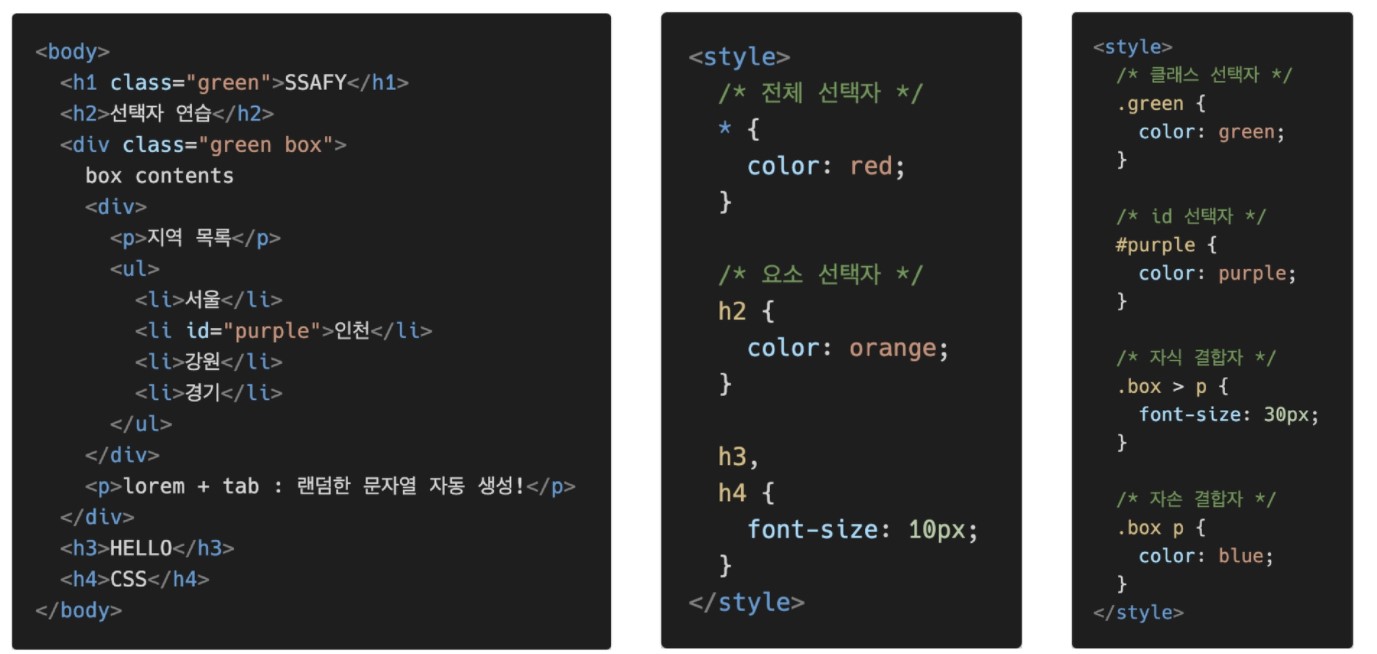 <body>
<h1 class="green">SSAFY</h1>
<h2>선택자 연습</h2>
<div class="green box">
box contents
<div>
<p>지역 목록</p>
<ul>
<li>서울</li>
<li id="purple">인천</li>
<li>강원</li>
<li>경기</li>
</ul>
</div>
<p>lorem + tab : 랜덤한 문자열 자동 생성!</p>
</div>
<h3>HELLO</h3>
<h4>CSS</h4>
</body>
<style>
/* 전체 선택자 */
* {
color: red;
}
/* 요소 선택자 */
h2 {
color: orange;
}
h3,
h4 {
font-size: 10px;
}
</style>
<style>
/* 클래스 선택자 */
.green {
color: green;
}
/* id 선택자 */
#purple {
color: purple;
}
/* 자식 결합자 */
.box > p {
font-size: 30px;
}
/* 자손 결합자 */
.box p {
color: blue;
}
</style>